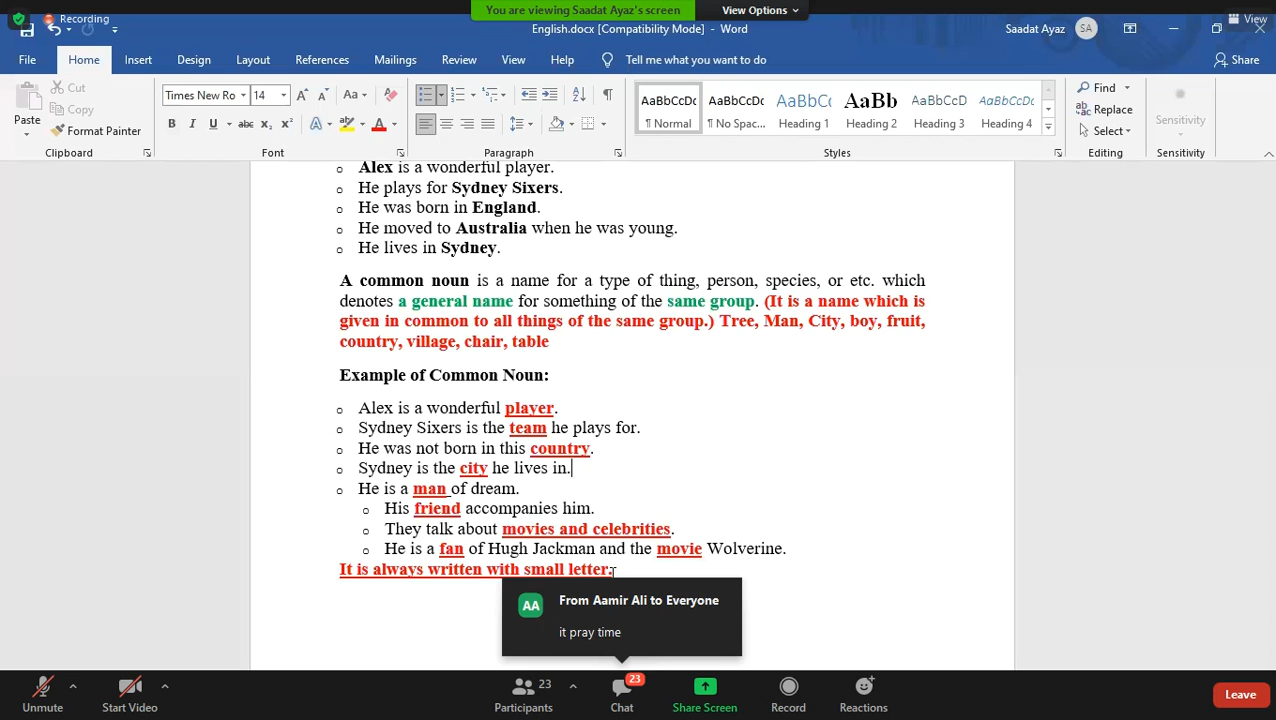 Recording
You are viewing Saadat Ayaz's screen
View Options
View
English.docx [Compatibility Mode] - Word
Saadat Ayaz
SA
File Home Insert Design Layout References Mailings Review View Help Tell me what you want to do
Share
Paste
Cut
Copy
Format Painter
Clipboard
Times New Ro 14
Aa
B I U abc x₂ x²
A A
Font
Paragraph
AaBbCcDc AaBbCcDc AaBbCc AaBb AaBbCcD AaBbCcD
¶ Normal ¶ No Spac... Heading 1 Heading 2 Heading 3 Heading 4
Styles
Find
Replace
Select
Editing
Sensitivity
Sensitivity
Alex is a wonderful player.
He plays for Sydney Sixers.
He was born in England.
He moved to Australia when he was young.
He lives in Sydney.
A common noun is a name for a type of thing, person, species, or etc. which
denotes a general name for something of the same group. (It is a name which is
given in common to all things of the same group.) Tree, Man, City, boy, fruit,
country, village, chair, table
Example of Common Noun:
Alex is a wonderful player.
Sydney Sixers is the team he plays for.
He was not born in this country.
Sydney is the city he lives in.
He is a man of dream.
His friend accompanies him.
They talk about movies and celebrities.
He is a fan of Hugh Jackman and the movie Wolverine.
It is always written with small letter.
AA
From Aamir Ali to Everyone
it pray time
Unmute
Start Video
23
Participants
23
Chat
Share Screen
Record
Reactions
Leave